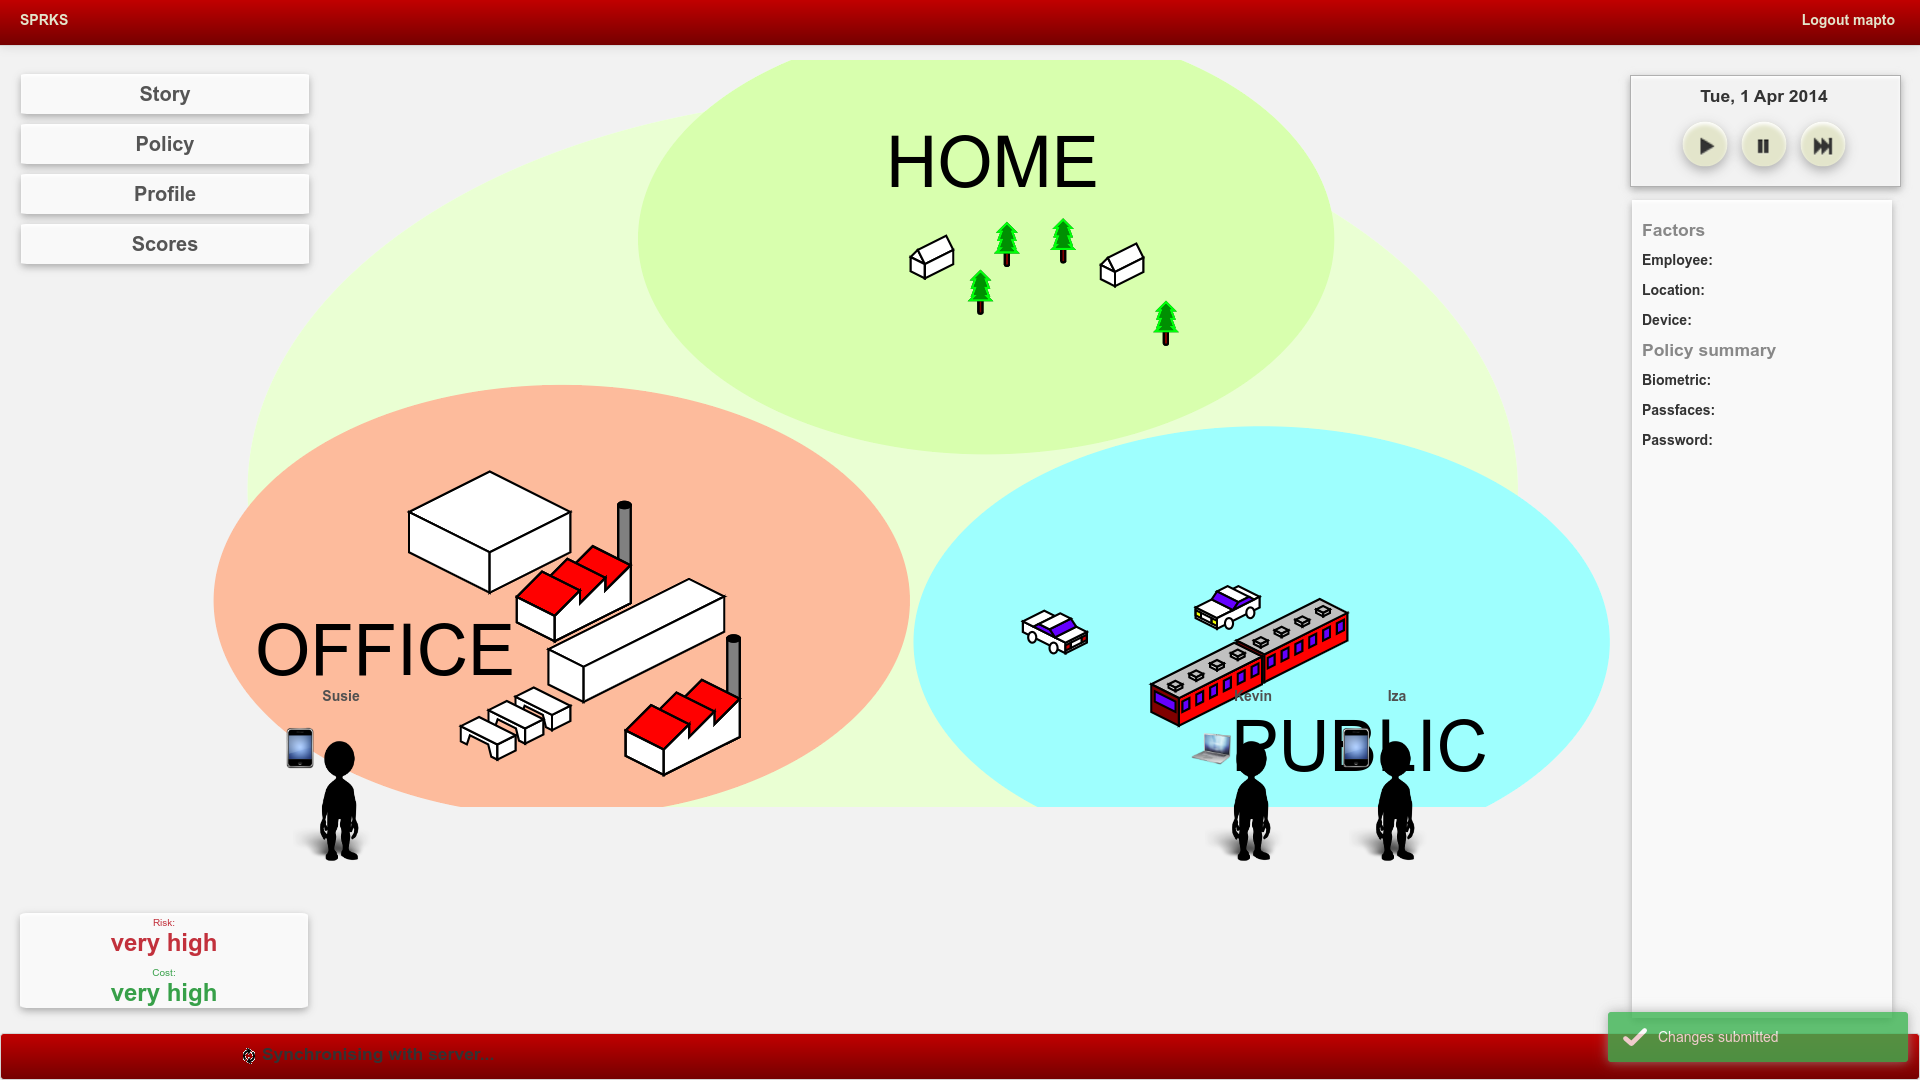 SPRKS
Logout mapto
Story
Policy
Profile
Scores
Tue, 1 Apr 2014
HOME
Factors
Employee:
Location:
Device:
Policy summary
Biometric:
Passfaces:
Password:
OFFICE
Susie
Kevin
Iza
PUBLIC
Risk:
very high
Cost:
very high
Synchronising with server...
Changes submitted